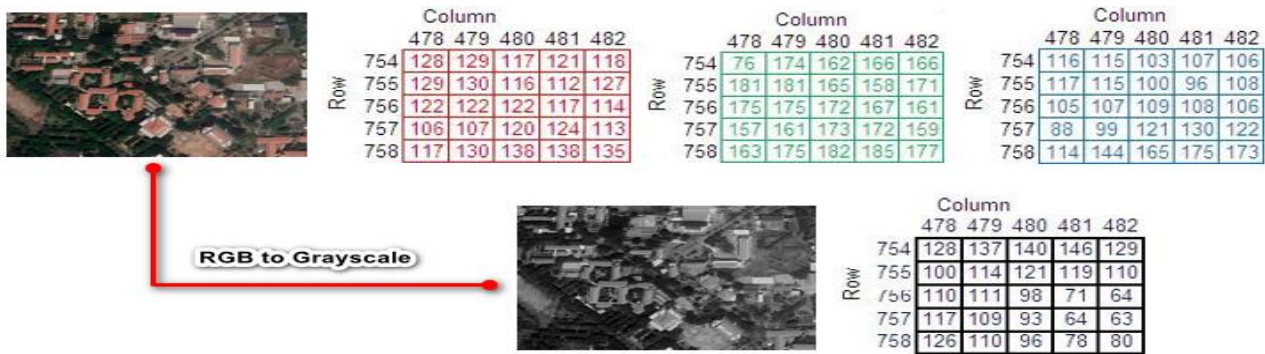 Column
478 479 480 481 482
Row
754 128 129 117 121 118
755 129 130 116 112 127
756 122 122 122 117 114
757 106 107 120 124 113
758 117 130 138 138 135
Column
478 479 480 481 482
Row
754 76 174 162 166 166
755 181 181 165 158 171
756 175 175 172 167 161
757 157 161 173 172 159
758 163 175 182 185 177
Column
478 479 480 481 482
Row
754 116 115 103 107 106
755 117 115 100 96 108
756 105 107 109 108 106
757 88 99 121 130 122
758 114 144 165 175 173
RGB to Grayscale
Column
478 479 480 481 482
Row
754 128 137 140 146 129
755 100 114 121 119 110
756 110 111 98 71 64
757 117 109 93 64 63
758 126 110 96 78 80